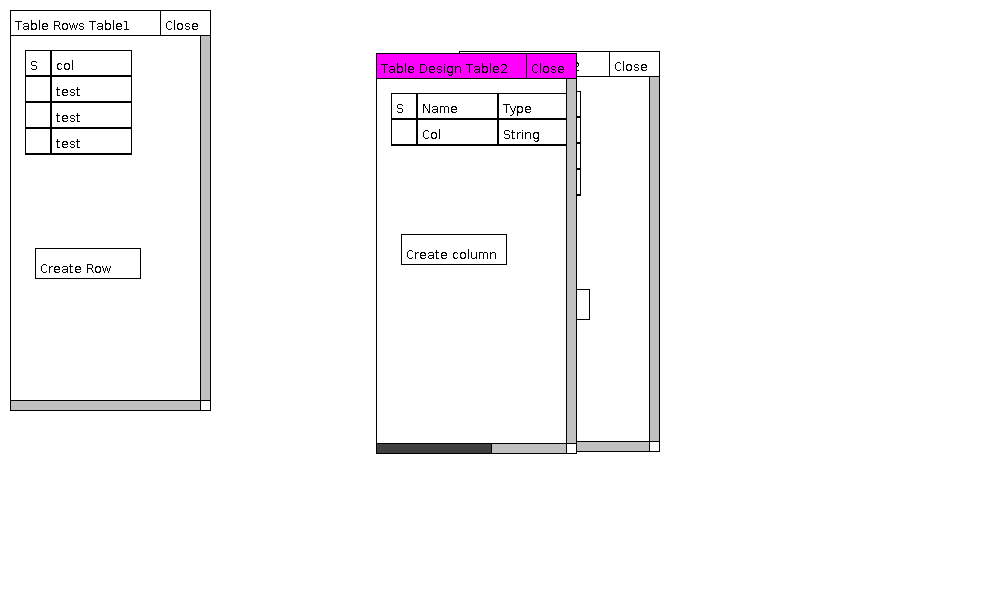 Table Rows Table1 Close
S col
test
test
test
Create Row
Table Design Table2 Close
S Name Type
Col String
Create column
2 Close